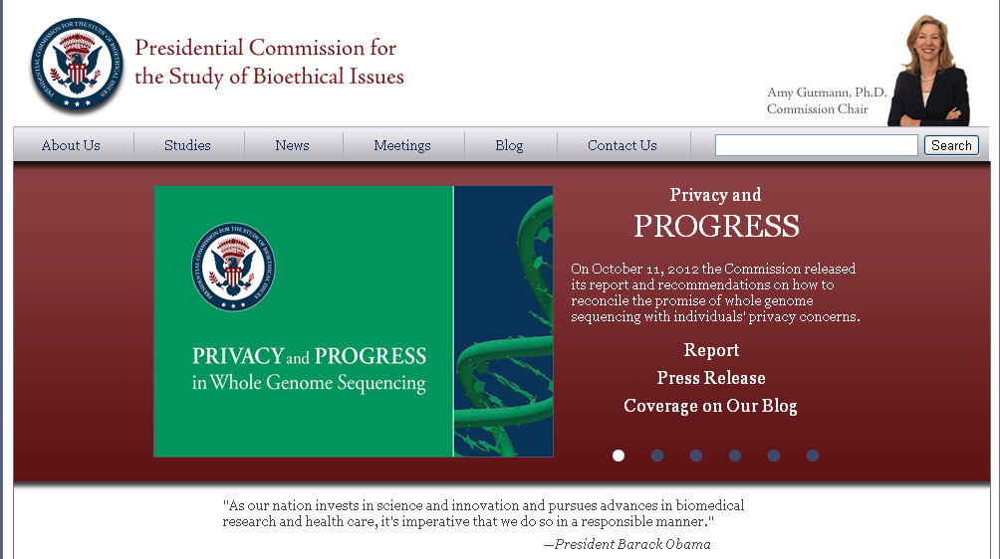 PRESIDENTIAL COMMISSION FOR THE STUDY OF BIOETHICAL ISSUES
Presidential Commission for
the Study of Bioethical Issues
Amy Gutmann, Ph.D.
Commission Chair
About Us
Studies
News
Meetings
Blog
Contact Us
Search
PRESIDENTIAL COMMISSION FOR THE STUDY OF BIOETHICAL ISSUES
PRIVACY and PROGRESS
in Whole Genome Sequencing
Privacy and
PROGRESS
On October 11, 2012 the Commission released
its report and recommendations on how to
reconcile the promise of whole genome
sequencing with individuals' privacy concerns.
Report
Press Release
Coverage on Our Blog
"As our nation invests in science and innovation and pursues advances in biomedical
research and health care, it's imperative that we do so in a responsible manner."
—President Barack Obama